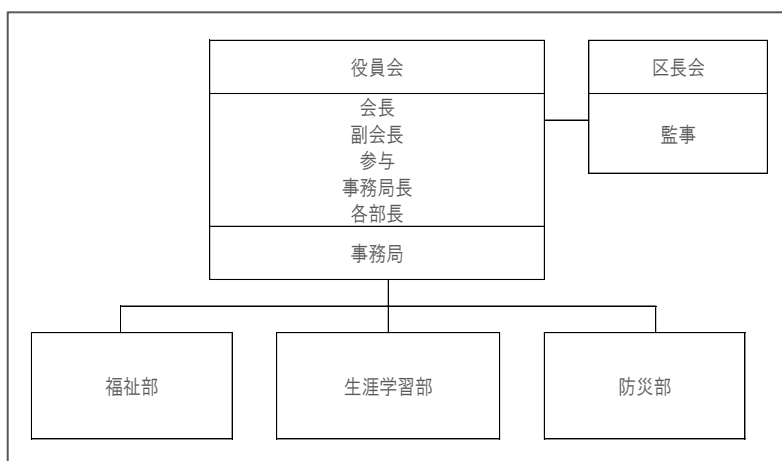 役員会
会長
副会長
参与
事務局長
各部長
事務局
区長会
監事
福祉部
生涯学習部
防災部